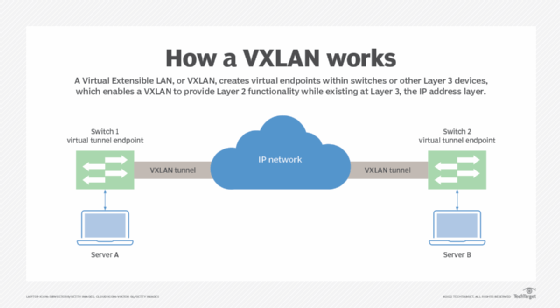 How a VXLAN works
A Virtual Extensible LAN, or VXLAN, creates virtual endpoints within switches or other Layer 3 devices,
which enables a VXLAN to provide Layer 2 functionality while existing at Layer 3, the IP address layer.
Switch 1
virtual tunnel endpoint
Switch 2
virtual tunnel endpoint
VXLAN tunnel
IP network
VXLAN tunnel
Server A
Server B
TechTarget